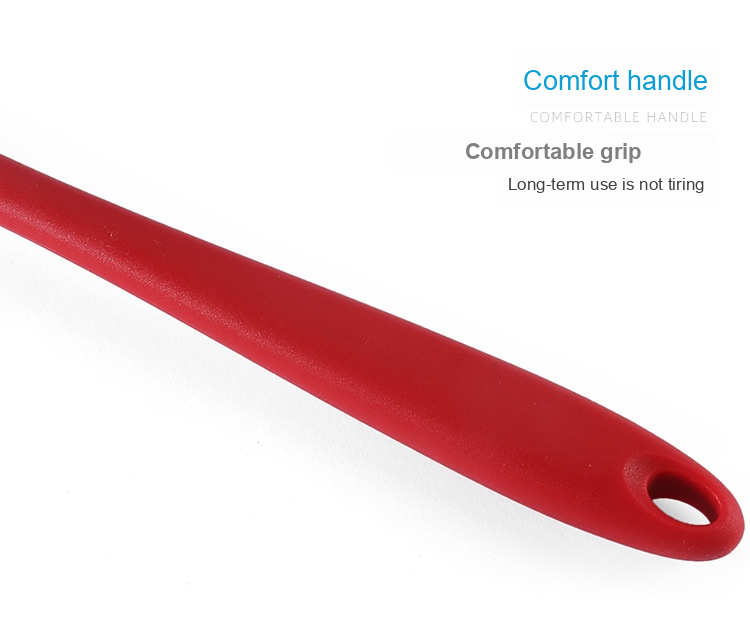 Comfort handle
COMFORTABLE HANDLE
Comfortable grip
Long-term use is not tiring